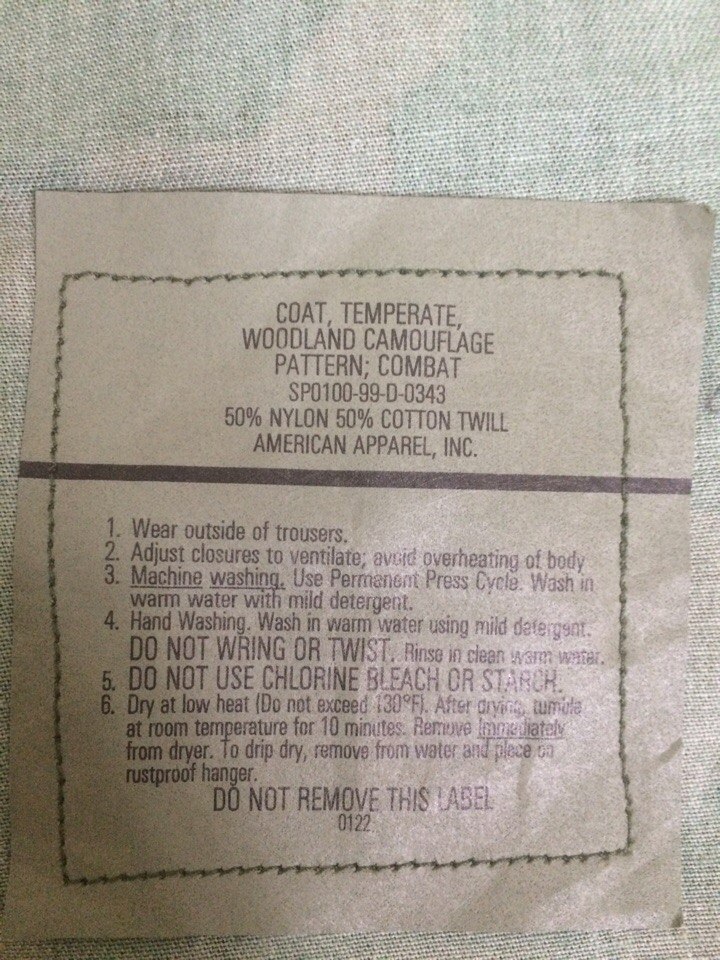 COAT, TEMPERATE,
WOODLAND CAMOUFLAGE
PATTERN; COMBAT
SP0100-99-D-0343
50% NYLON 50% COTTON TWILL
AMERICAN APPAREL, INC.
1. Wear outside of trousers.
2. Adjust closures to ventilate; avoid overheating of body
3. Machine washing. Use Permanent Press Cycle. Wash in
warm water with mild detergent.
4. Hand Washing. Wash in warm water using mild detergent.
DO NOT WRING OR TWIST. Rinse in clean warm water.
5. DO NOT USE CHLORINE BLEACH OR STARCH.
6. Dry at low heat (Do not exceed 130°F). After drying, tumble
at room temperature for 10 minutes. Remove immediately
from dryer. To drip dry, remove from water and place on
rustproof hanger.
DO NOT REMOVE THIS LABEL
0122